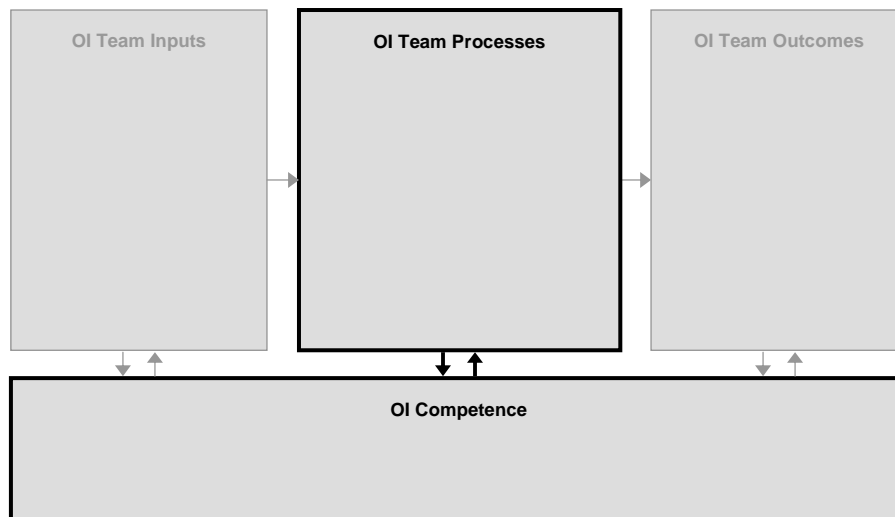 OI Team Inputs
OI Team Processes
OI Team Outcomes
OI Competence